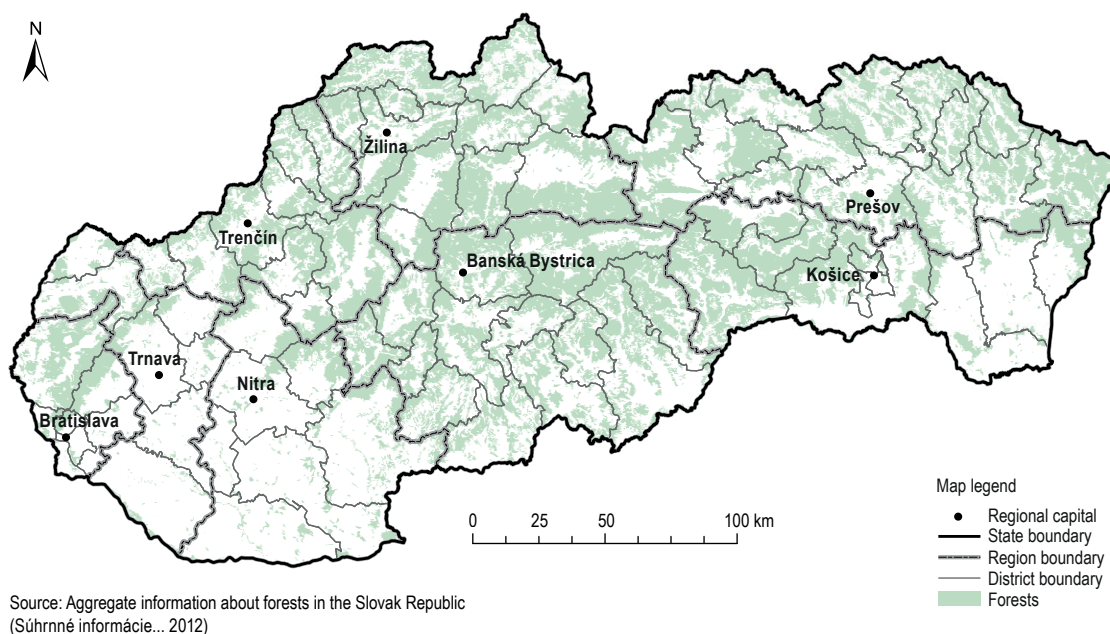 N
Žilina
Prešov
Trenčín
Banská Bystrica
Košice
Trnava
Nitra
Bratislava
Map legend
0 25 50 100 km
Regional capital
State boundary
Region boundary
District boundary
Forests
Source: Aggregate information about forests in the Slovak Republic
(Súhrnné informácie... 2012)